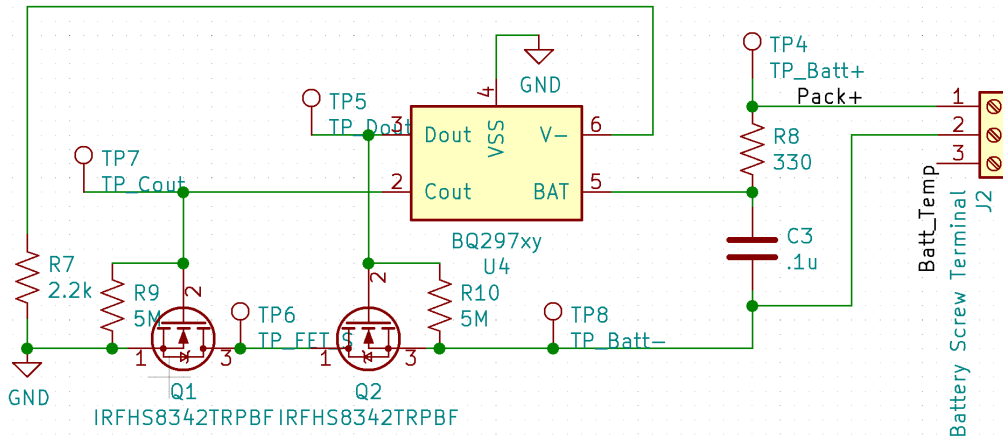 TP4
TP_Batt+
Pack+
GND
4
TP5
TP_Dout
3
Dout
VSS
V-
6
1
2
3
R8
330
TP7
TP_Cout
2
Cout
BAT
5
Batt_Temp
J2
Battery Screw Terminal
BQ297xy
U4
C3
.1u
R7
2.2k
R9
5M
2
2
R10
5M
TP6
TP_FET_S
TP8
TP_Batt-
1
3
1
3
GND
Q1
Q2
IRFHS8342TRPBF
IRFHS8342TRPBF